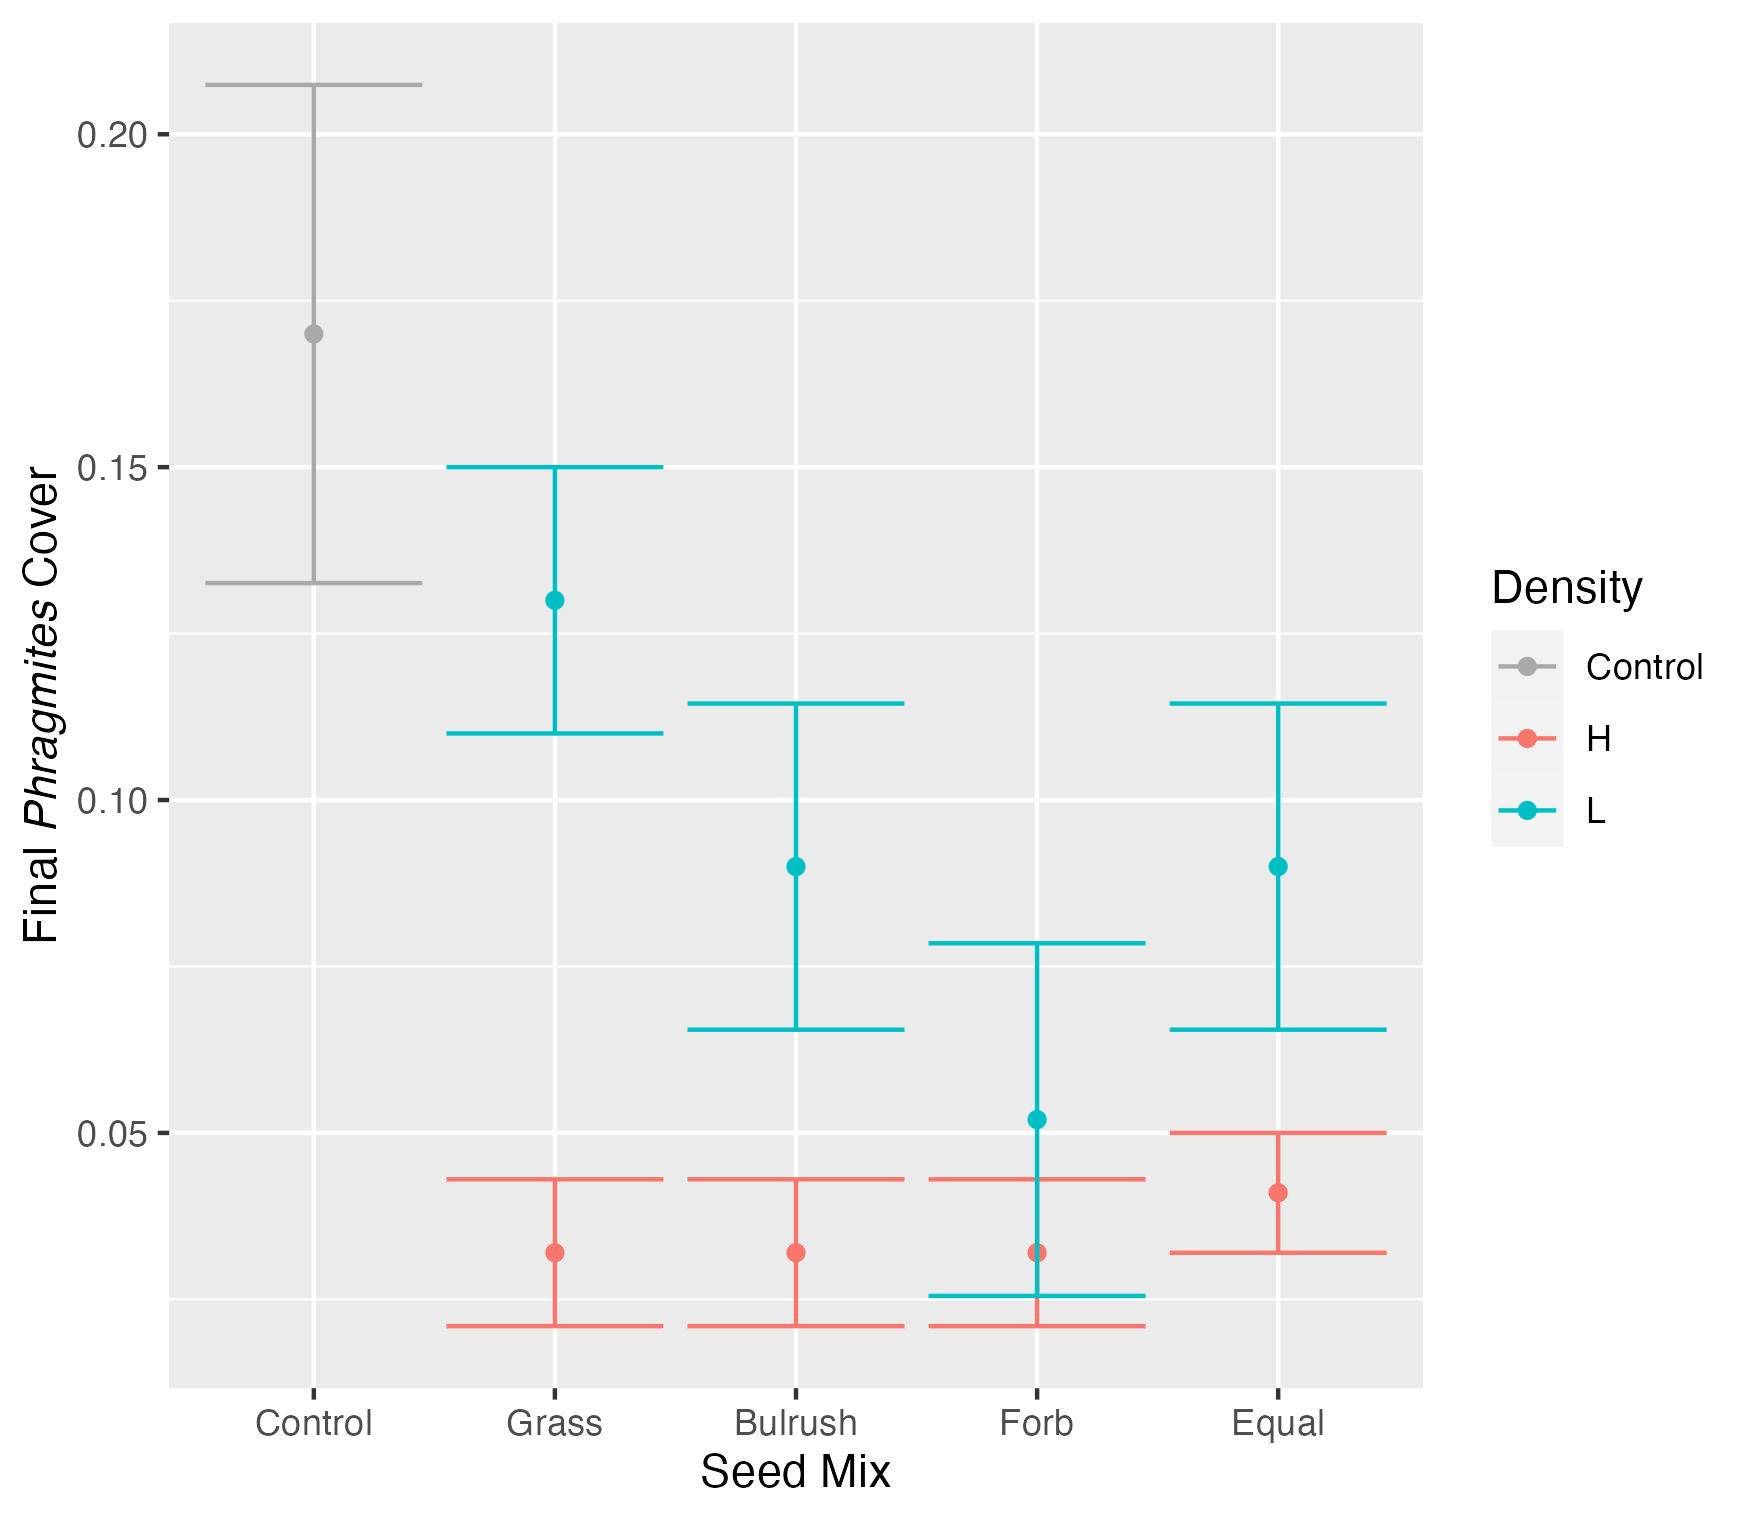 Final Phragmites Cover
0.20
0.15
0.10
0.05
Control Grass Bulrush Forb Equal
Seed Mix
Density
Control
H
L